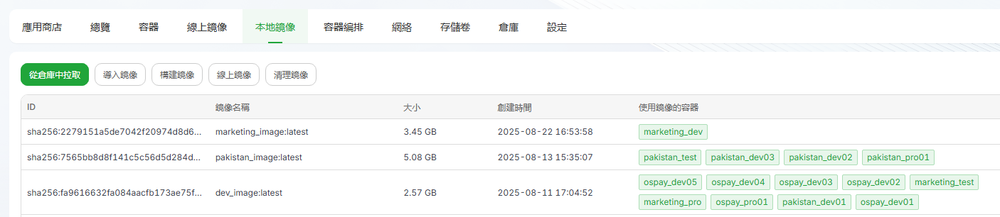 應用商店 總覽 容器 線上鏡像 本地鏡像 容器編排 網絡 存儲卷 倉庫 設定
從倉庫中拉取 導入鏡像 構建鏡像 線上鏡像 清理鏡像
ID 鏡像名稱 大小 創建時間 使用鏡像的容器
sha256:2279151a5de7042f20974d8d6... marketing_image:latest 3.45 GB 2025-08-22 16:53:58 marketing_dev
sha256:7565bb8d8f141c5c56d5d284d... pakistan_image:latest 5.08 GB 2025-08-13 15:35:07 pakistan_test pakistan_dev03 pakistan_dev02 pakistan_pro01
sha256:fa9616632fa084aacfb173ae75f... dev_image:latest 2.57 GB 2025-08-11 17:04:52 ospay_dev05 ospay_dev04 ospay_dev03 ospay_dev02 marketing_test
marketing_pro ospay_pro01 pakistan_dev01 ospay_dev01